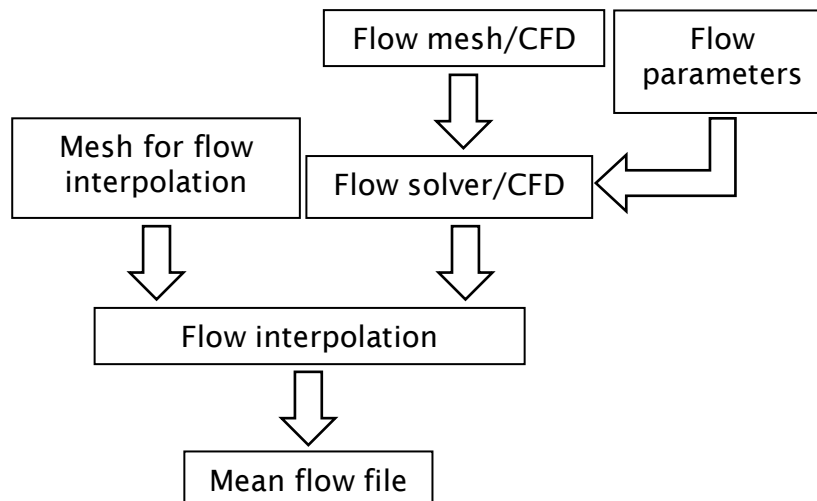 Flow mesh/CFD
Flow
parameters
Mesh for flow
interpolation
Flow solver/CFD
Flow interpolation
Mean flow file